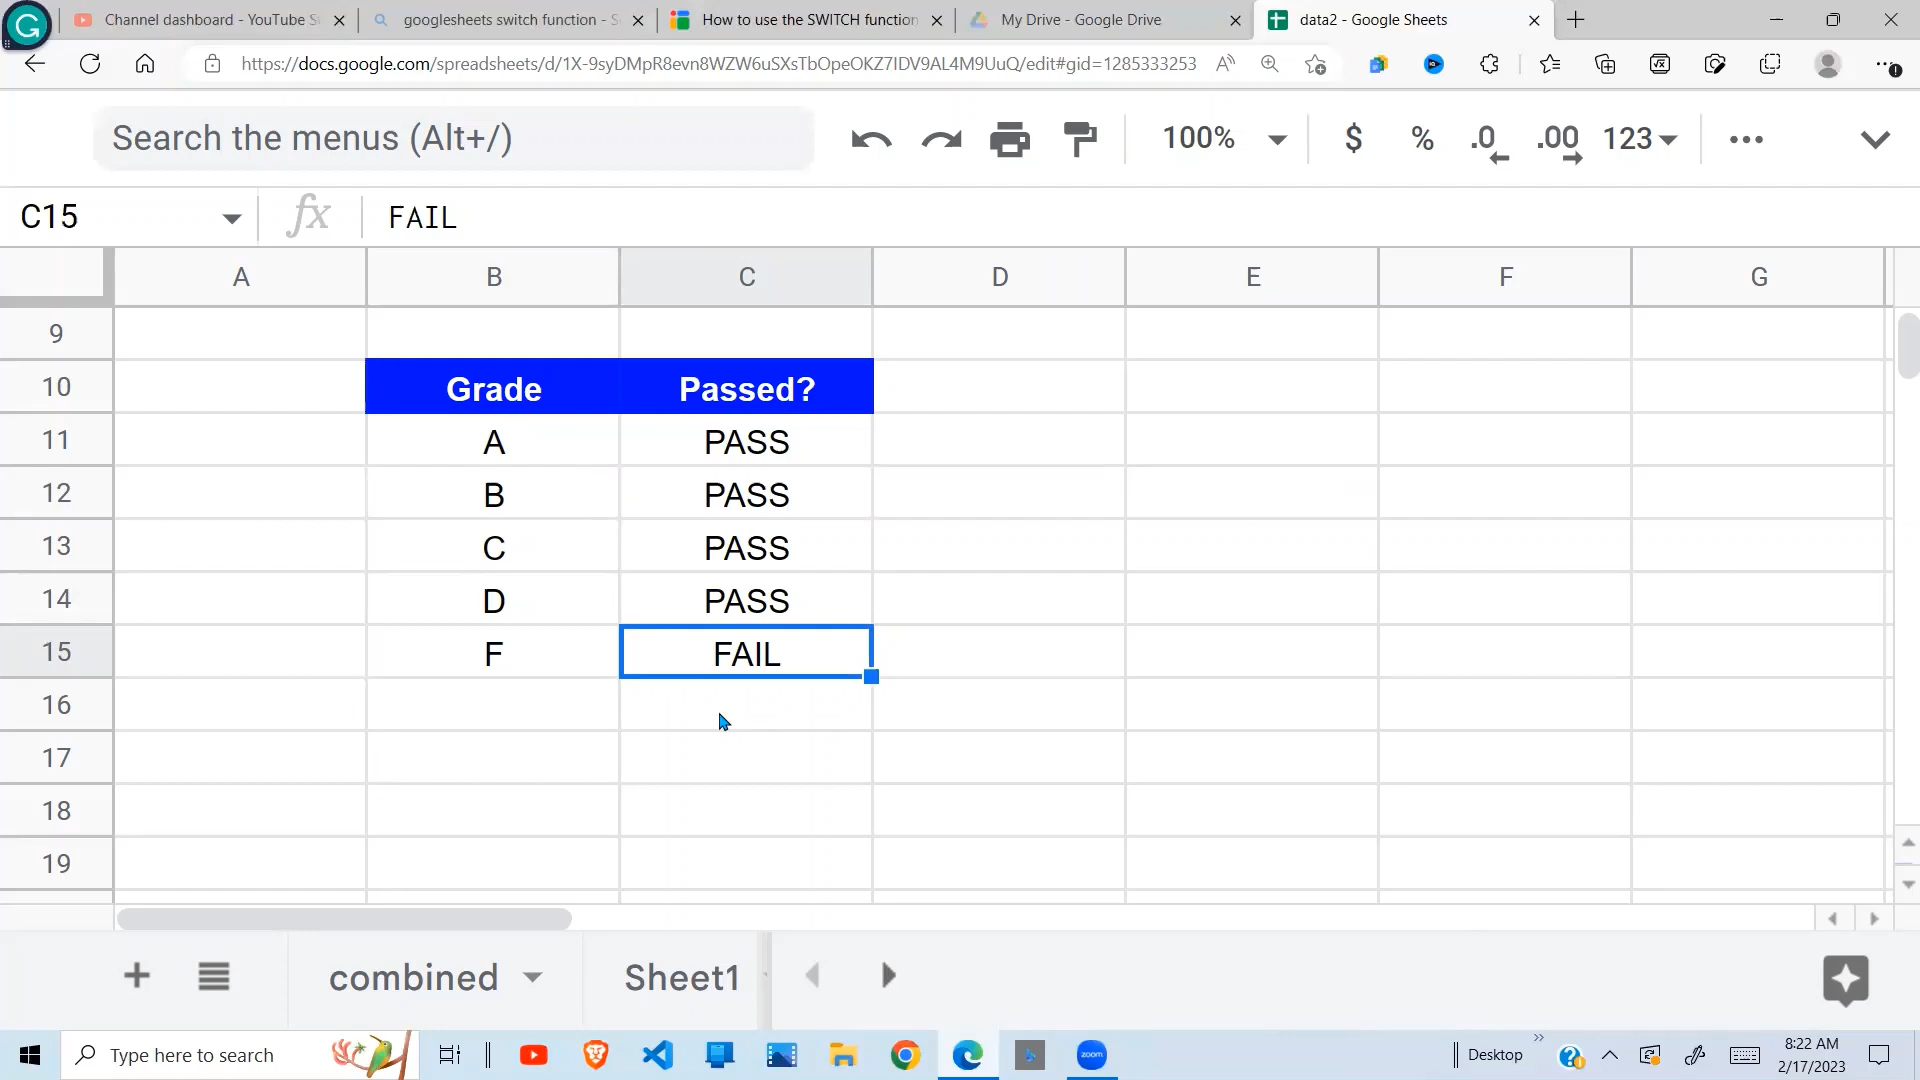 Channel dashboard - YouTube S
googlesheets switch function - S
How to use the SWITCH function
My Drive - Google Drive
data2 - Google Sheets
https://docs.google.com/spreadsheets/d/1X-9syDMpR8evn8WZW6uSXsTbOpeOKZ7IDV9AL4M9UuQ/edit#gid=1285333253
Search the menus (Alt+/)
100%
$ % .0 .00 123
C15
fx
FAIL
A B C D E F G
9
10 Grade Passed?
11 A PASS
12 B PASS
13 C PASS
14 D PASS
15 F FAIL
16
17
18
19
combined
Sheet1
Type here to search
zoom
Desktop
8:22 AM
2/17/2023